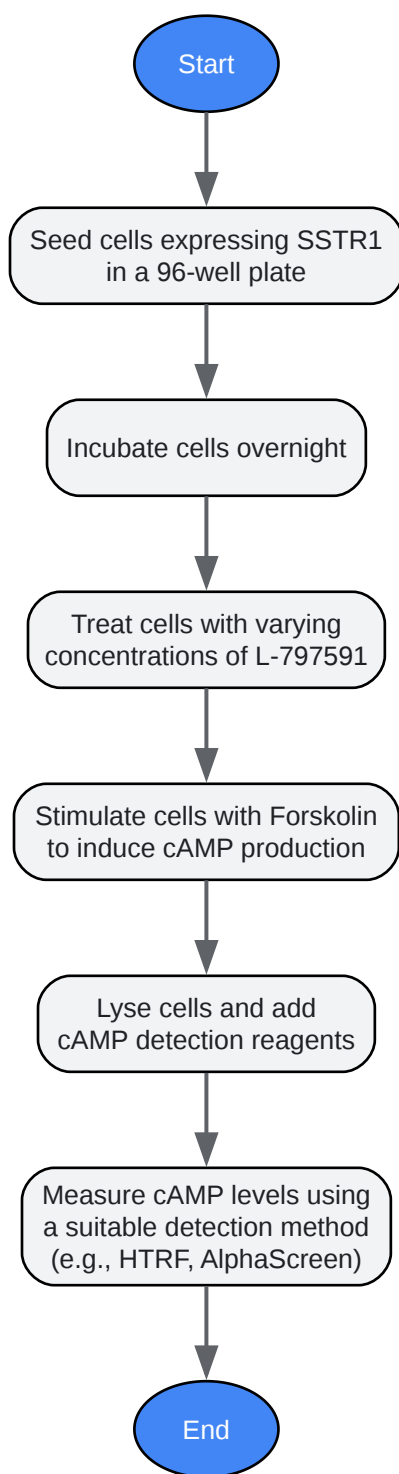 Start
Seed cells expressing SSTR1
in a 96-well plate
Incubate cells overnight
Treat cells with varying
concentrations of L-797591
Stimulate cells with Forskolin
to induce cAMP production
Lyse cells and add
cAMP detection reagents
Measure cAMP levels using
a suitable detection method
(e.g., HTRF, AlphaScreen)
End